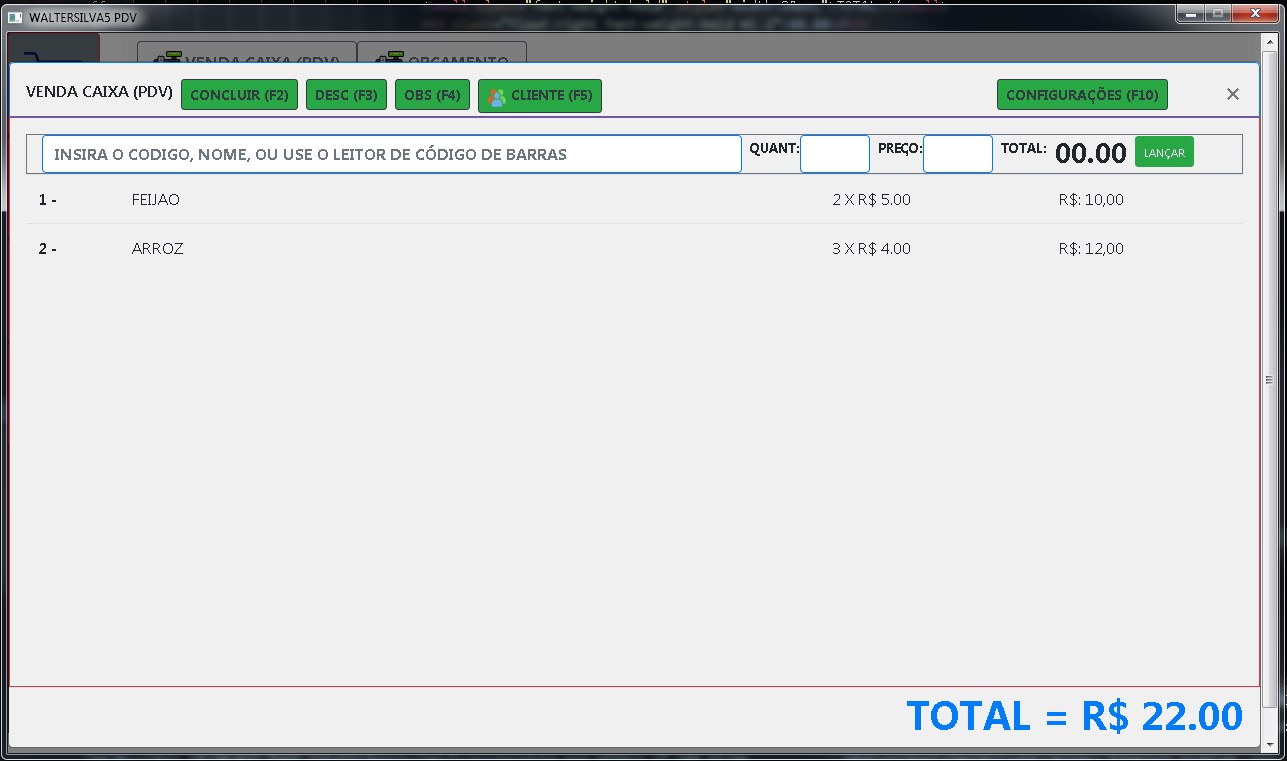 WALTERSILVA5 PDV
VENDA CAIXA (PDV) ORÇAMENTO
VENDA CAIXA (PDV) CONCLUIR (F2) DESC (F3) OBS (F4) CLIENTE (F5) CONFIGURAÇÕES (F10) ×
INSIRA O CODIGO, NOME, OU USE O LEITOR DE CÓDIGO DE BARRAS QUANT: PREÇO: TOTAL: 00.00 LANÇAR
1 - FEIJAO 2 X R$ 5.00 R$: 10,00
2 - ARROZ 3 X R$ 4.00 R$: 12,00
TOTAL = R$ 22.00